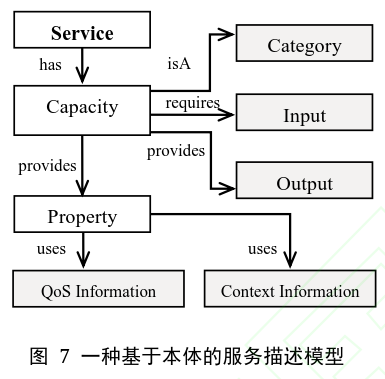 Service
has
isA
Category
Capacity
requires
Input
provides
provides
Output
Property
uses
uses
QoS Information
Context Information
图 7 一种基于本体的服务描述模型